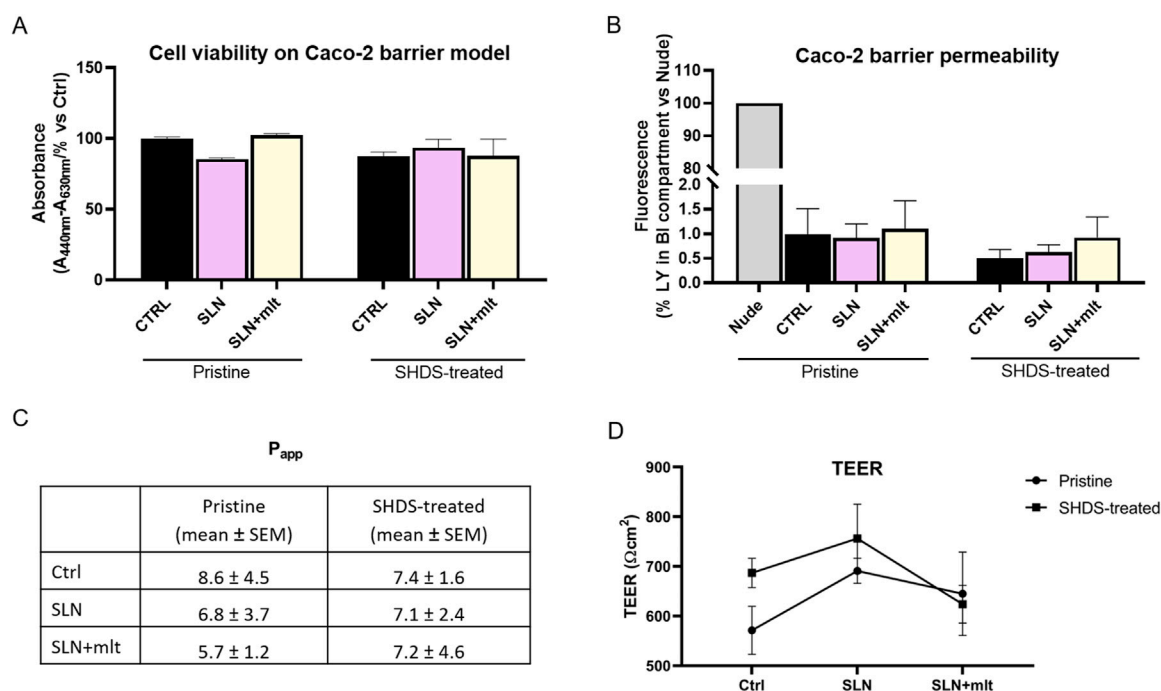 A
Cell viability on Caco-2 barrier model
Absorbance
(A440nm-A630nm/% vs Ctrl)
150
100
50
0
CTRL
SLN
SLN+mlt
CTRL
SLN
SLN+mlt
Pristine
SHDS-treated
B
Caco-2 barrier permeability
Fluorescence
(% LY in BI compartment vs Nude)
110
100
90
80
2.0
1.5
1.0
0.5
0.0
Nude
CTRL
SLN
SLN+mlt
CTRL
SLN
SLN+mlt
Pristine
SHDS-treated
C
Papp
Pristine
(mean ± SEM)
SHDS-treated
(mean ± SEM)
Ctrl 8.6 ± 4.5 7.4 ± 1.6
SLN 6.8 ± 3.7 7.1 ± 2.4
SLN+mlt 5.7 ± 1.2 7.2 ± 4.6
D
TEER
TEER (Ωcm²)
900
800
700
600
500
Ctrl
SLN
SLN+mlt
Pristine
SHDS-treated